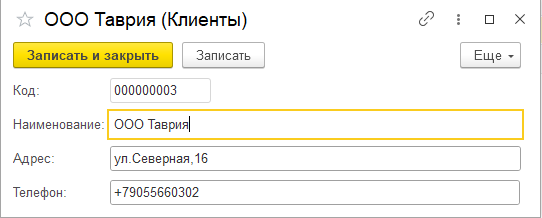 ООО Таврия (Клиенты)
Записать и закрыть Записать Еще
Код: 000000003
Наименование: ООО Таврия
Адрес: ул.Северная,16
Телефон: +79055660302